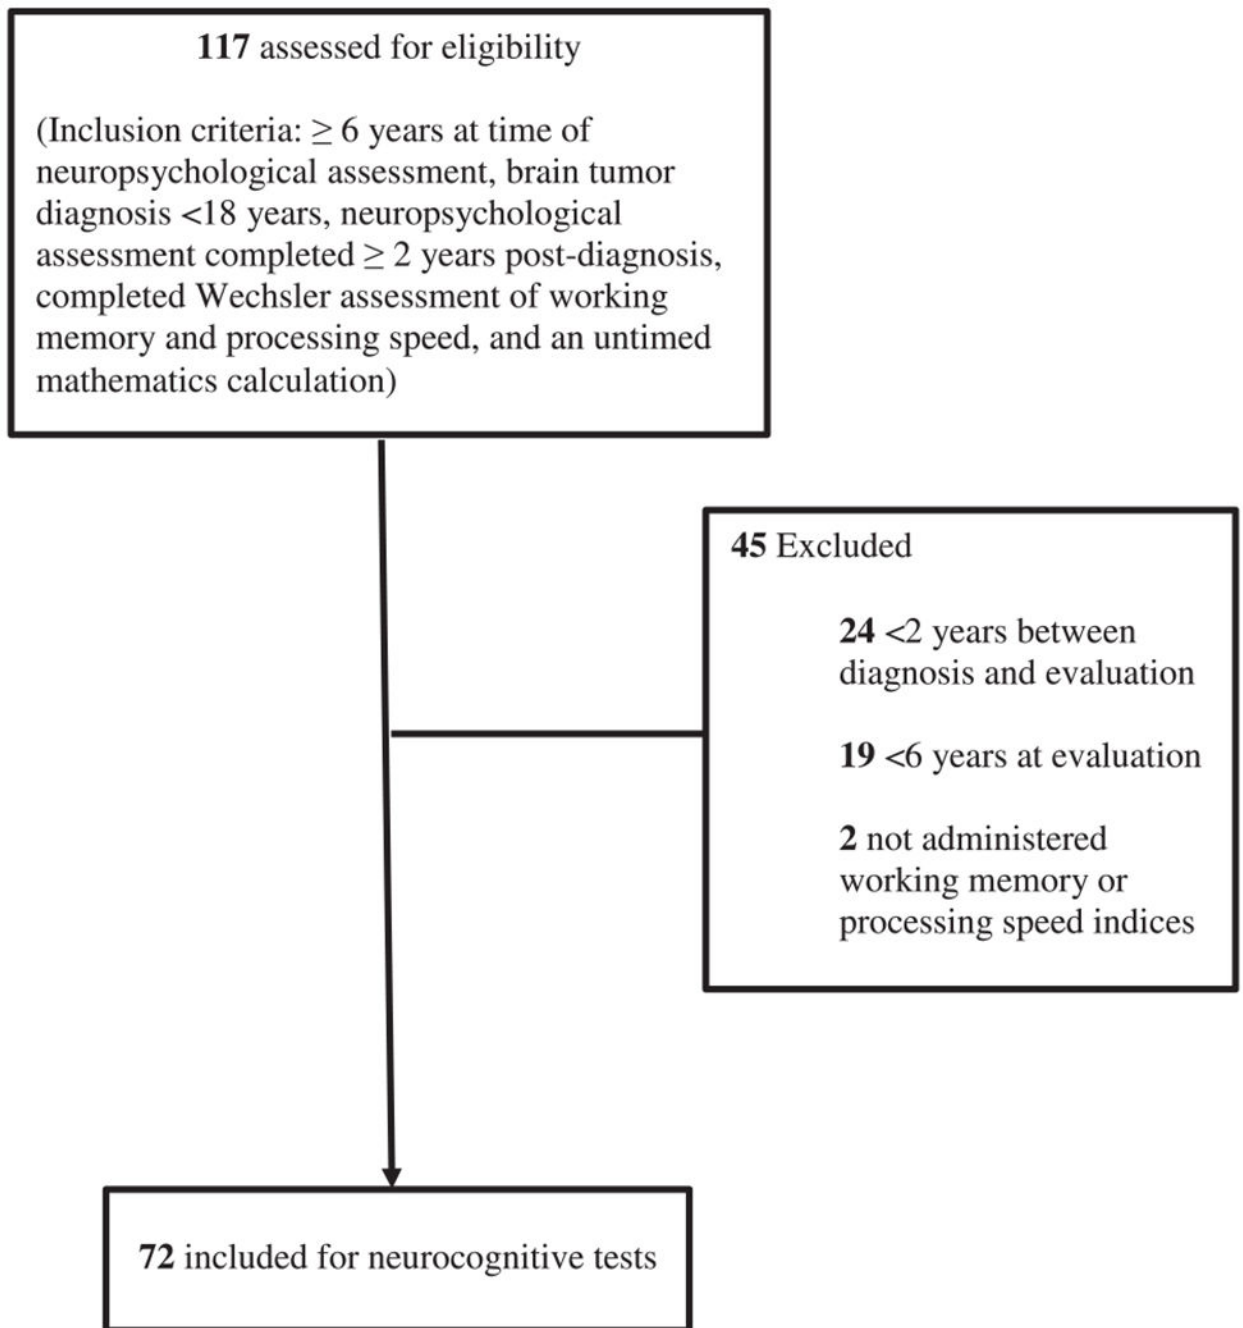 117 assessed for eligibility
(Inclusion criteria: ≥ 6 years at time of
neuropsychological assessment, brain tumor
diagnosis <18 years, neuropsychological
assessment completed ≥ 2 years post-diagnosis,
completed Wechsler assessment of working
memory and processing speed, and an untimed
mathematics calculation)
45 Excluded
24 <2 years between
diagnosis and evaluation
19 <6 years at evaluation
2 not administered
working memory or
processing speed indices
72 included for neurocognitive tests